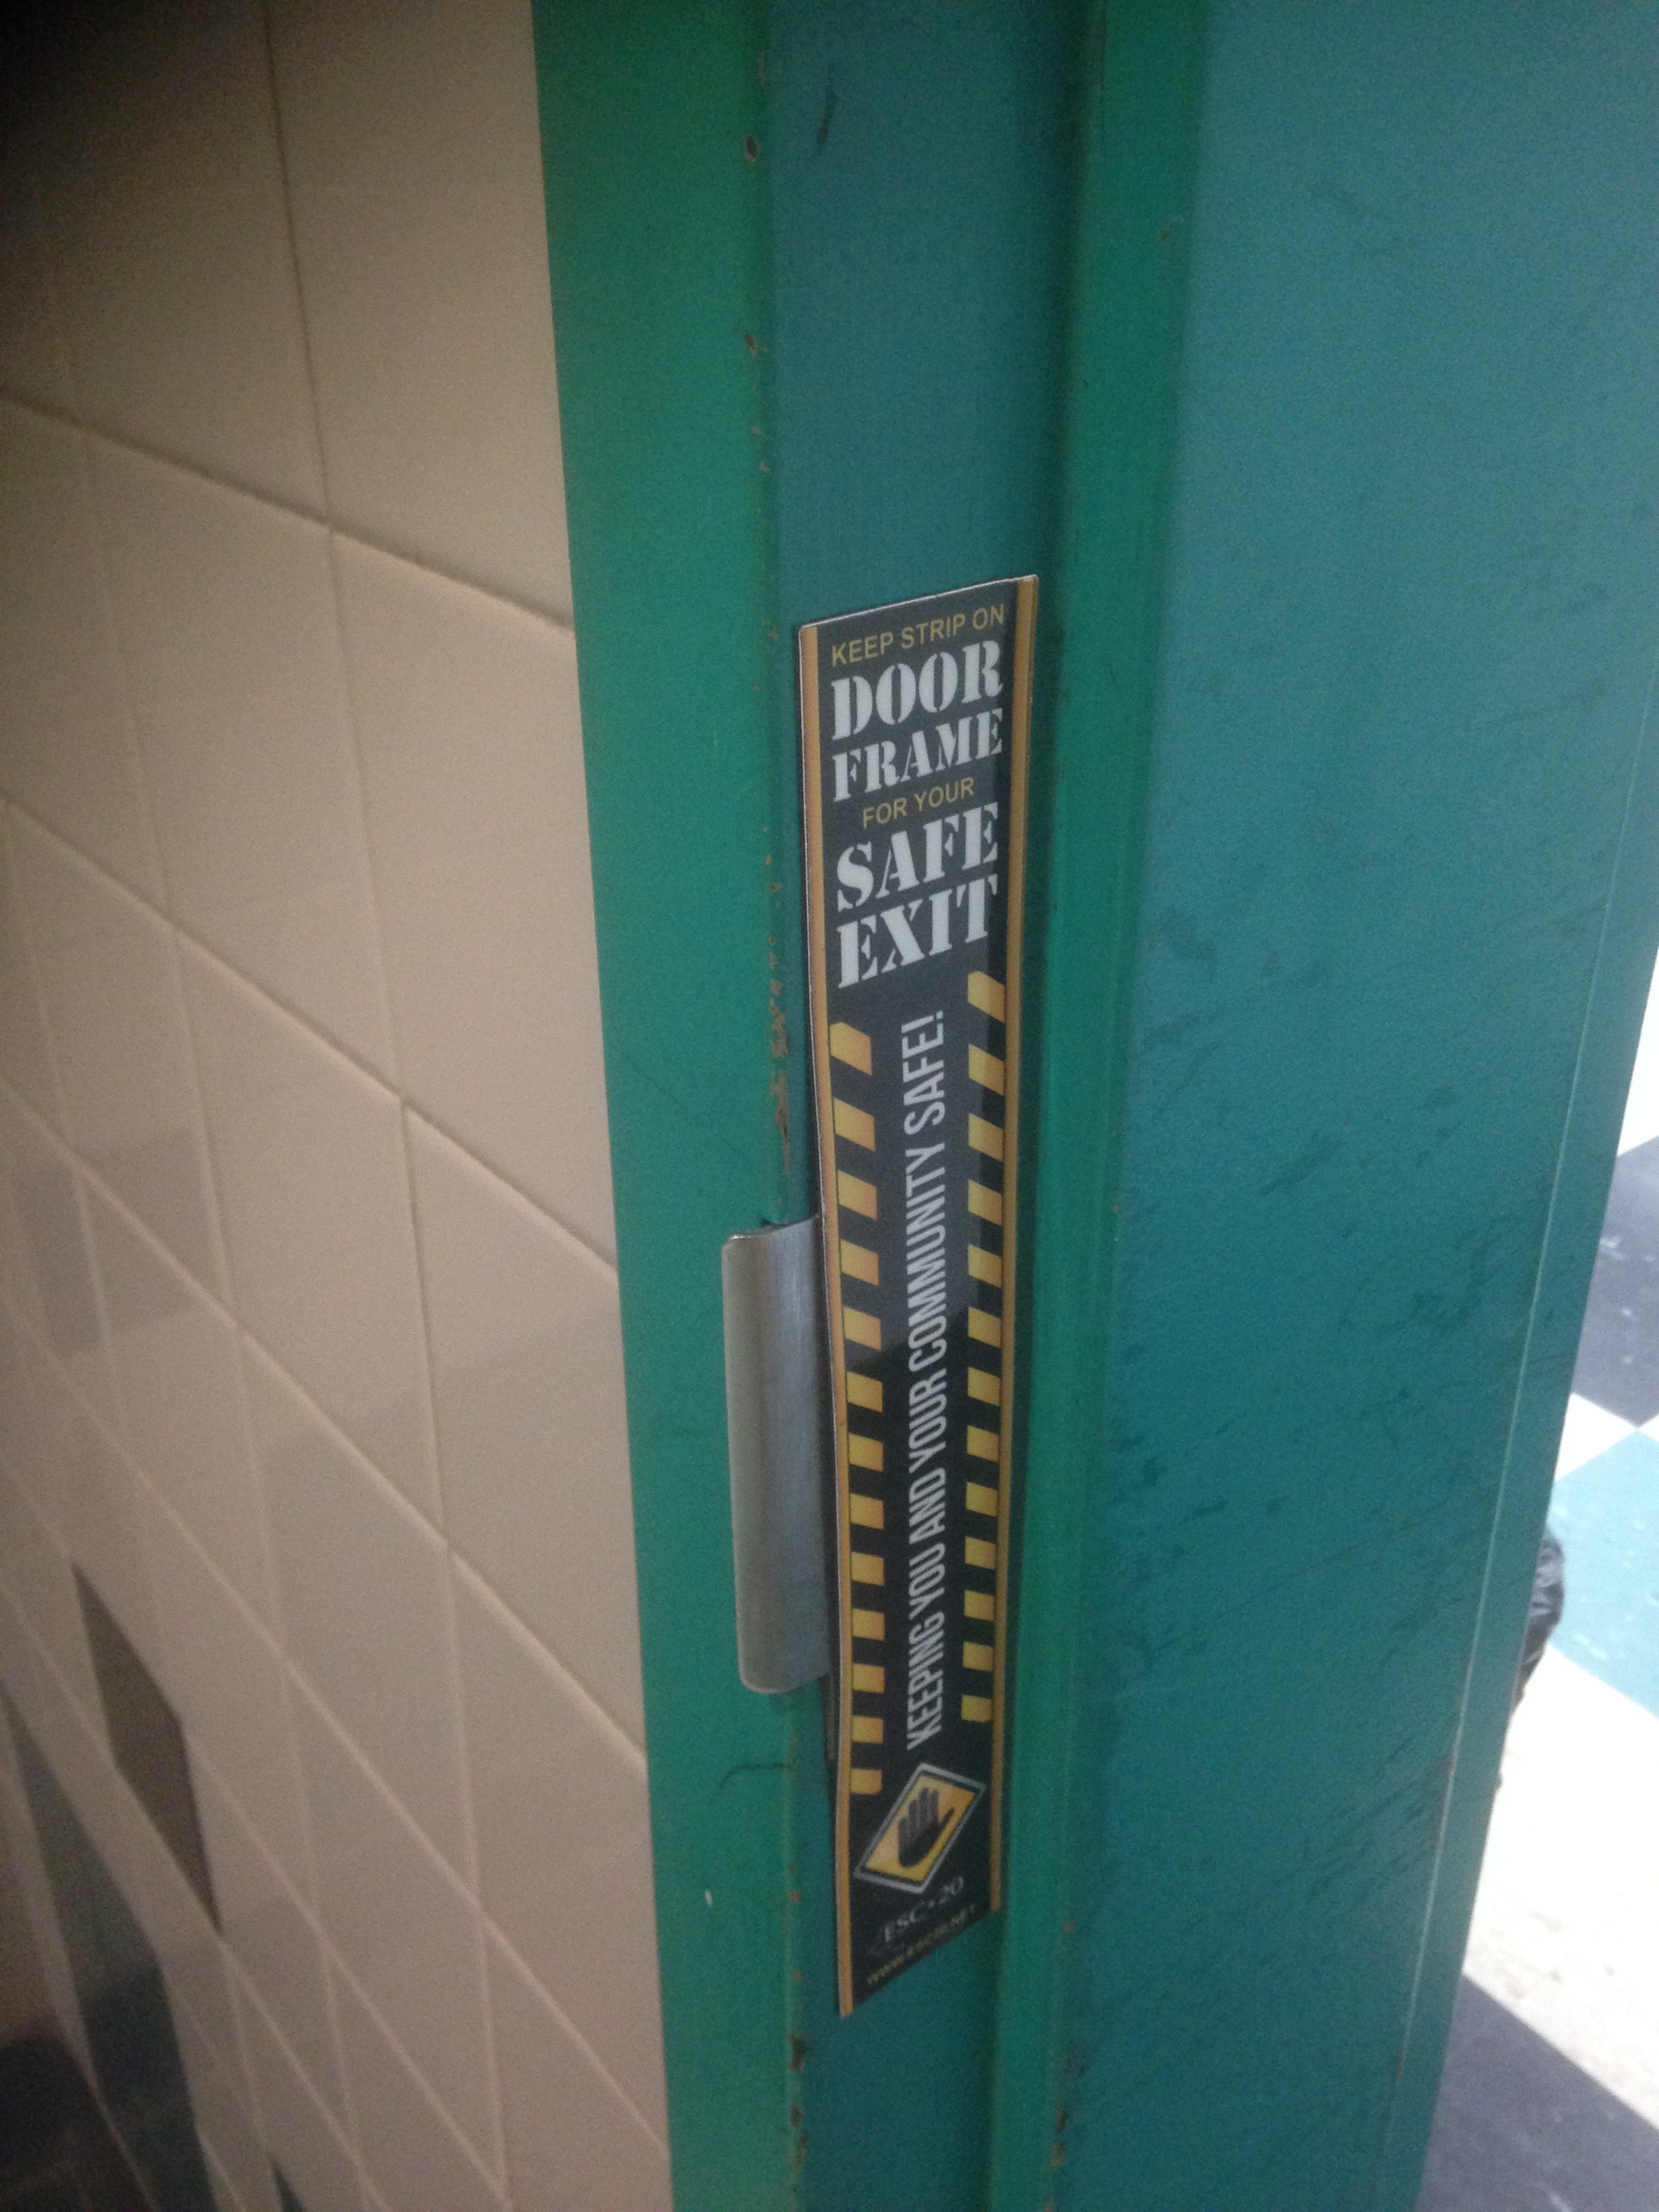 KEEP STRIP ON
DOOR
FRAME
FOR YOUR
SAFE
EXIT
KEEPING YOU AND YOUR COMMUNITY SAFE!
ESC-20